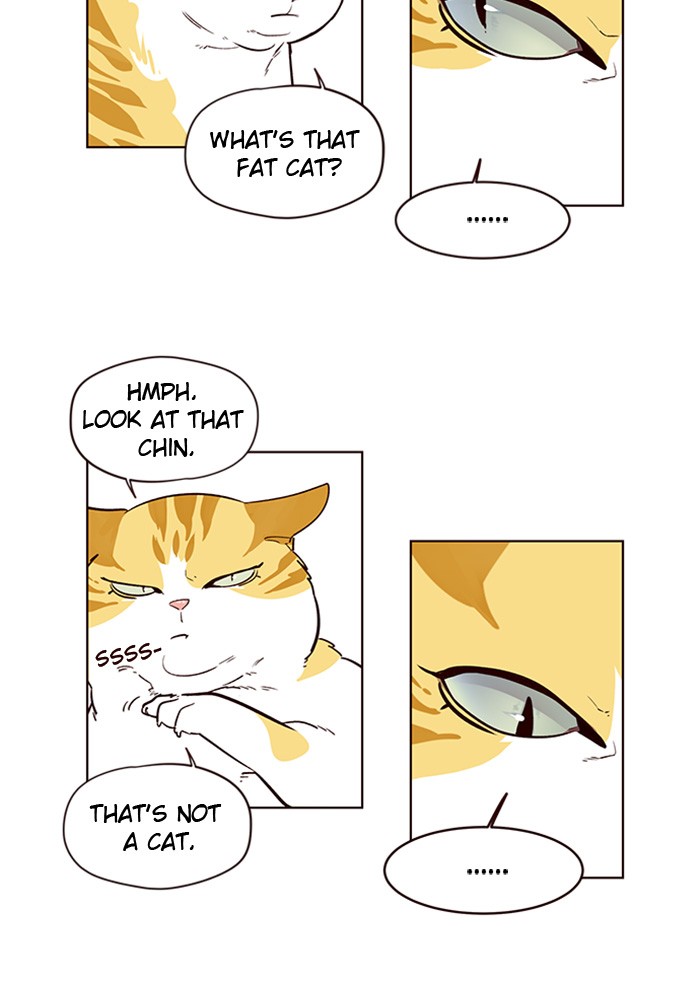 WHAT'S THAT
FAT CAT?
......
HMPH.
LOOK AT THAT
CHIN.
SSSS-
THAT'S NOT
A CAT.
......